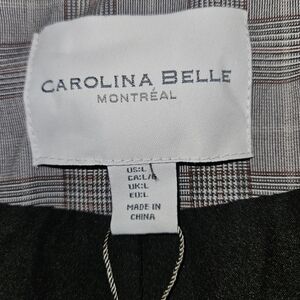 CAROLINA BELLE
MONTRÉAL
US:L
CA:L/G
UK:L
EU:L
MADE IN
CHINA